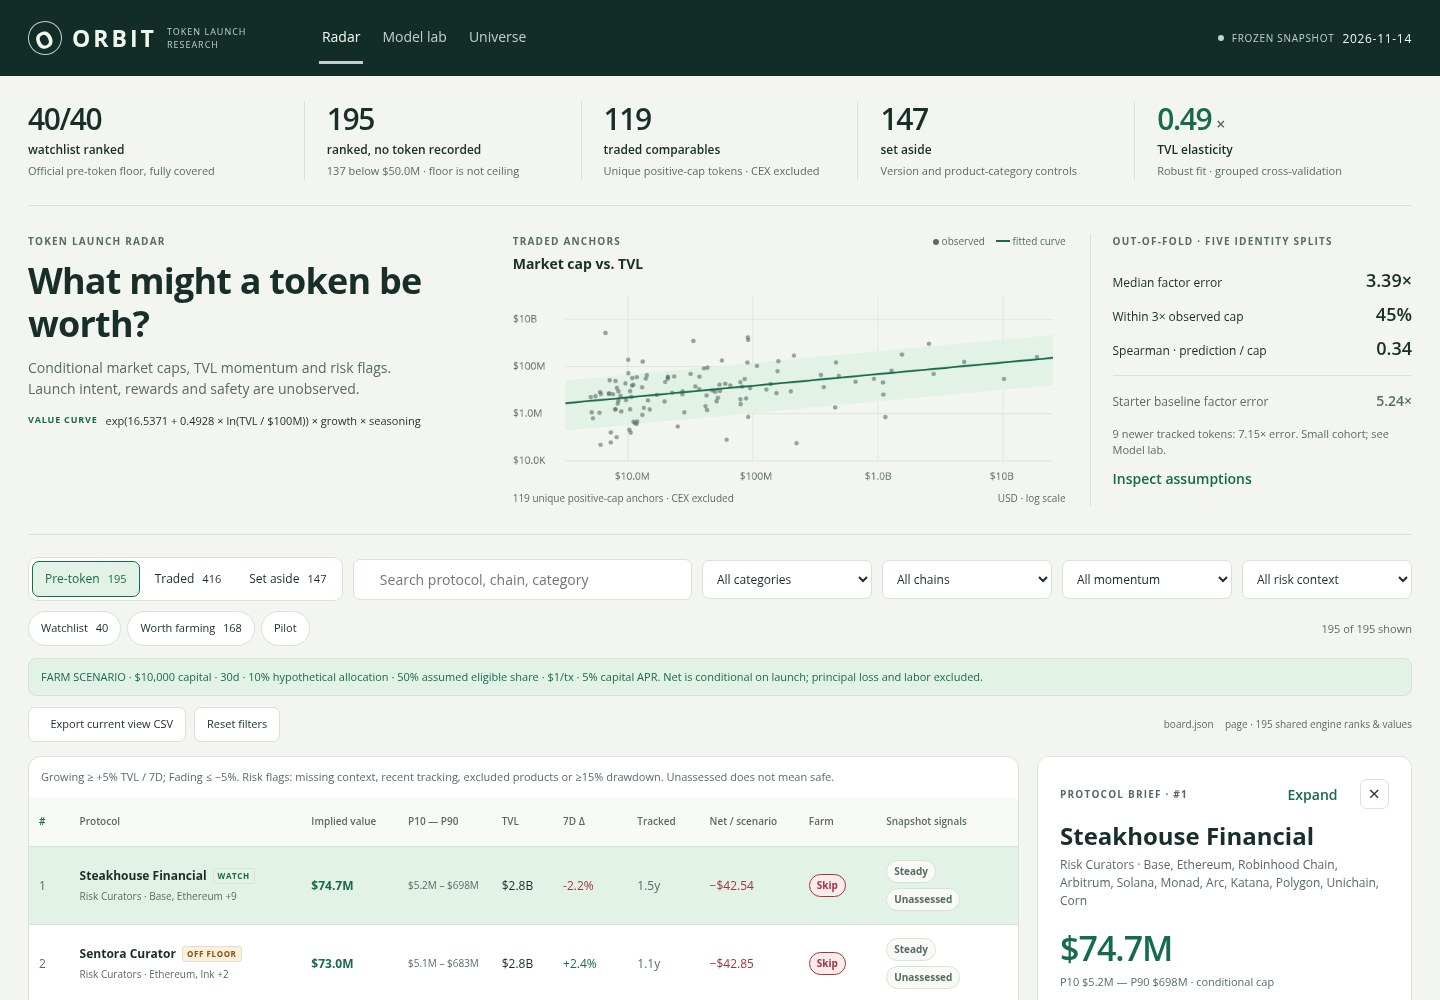 ORBIT
TOKEN LAUNCH
RESEARCH
Radar
Model lab
Universe
FROZEN SNAPSHOT 2026-11-14
40/40
watchlist ranked
Official pre-token floor, fully covered
195
ranked, no token recorded
137 below $50.0M · floor is not ceiling
119
traded comparables
Unique positive-cap tokens · CEX excluded
147
set aside
Version and product-category controls
0.49 ×
TVL elasticity
Robust fit · grouped cross-validation
TOKEN LAUNCH RADAR
What might a token be
worth?
Conditional market caps, TVL momentum and risk flags.
Launch intent, rewards and safety are unobserved.
VALUE CURVE exp(16.5371 + 0.4928 × ln(TVL / $100M)) × growth × seasoning
TRADED ANCHORS
observed
fitted curve
Market cap vs. TVL
$10B
$100M
$1.0M
$10.0K
$10.0M
$100M
$1.0B
$10B
119 unique positive-cap anchors · CEX excluded
USD · log scale
OUT-OF-FOLD · FIVE IDENTITY SPLITS
Median factor error 3.39×
Within 3× observed cap 45%
Spearman · prediction / cap 0.34
Starter baseline factor error 5.24×
9 newer tracked tokens: 7.15× error. Small cohort; see
Model lab.
Inspect assumptions
Pre-token 195
Traded 416
Set aside 147
Search protocol, chain, category
All categories
All chains
All momentum
All risk context
Watchlist 40
Worth farming 168
Pilot
195 of 195 shown
FARM SCENARIO · $10,000 capital · 30d · 10% hypothetical allocation · 50% assumed eligible share · $1/tx · 5% capital APR. Net is conditional on launch; principal loss and labor excluded.
Export current view CSV
Reset filters
board.json page · 195 shared engine ranks & values
Growing ≥ +5% TVL / 7D; Fading ≤ −5%. Risk flags: missing context, recent tracking, excluded products or ≥15% drawdown. Unassessed does not mean safe.
# Protocol Implied value P10 — P90 TVL 7D Δ Tracked Net / scenario Farm Snapshot signals
1 Steakhouse Financial WATCH
Risk Curators · Base, Ethereum +9
$74.7M $5.2M – $698M $2.8B -2.2% 1.5y −$42.54 Skip
Steady
Unassessed
2 Sentora Curator OFF FLOOR
Risk Curators · Ethereum, Ink +2
$73.0M $5.1M – $683M $2.8B +2.4% 1.1y −$42.85 Skip
Steady
Unassessed
PROTOCOL BRIEF · #1
Expand
×
Steakhouse Financial
Risk Curators · Base, Ethereum, Robinhood Chain,
Arbitrum, Solana, Monad, Arc, Katana, Polygon, Unichain,
Corn
$74.7M
P10 $5.2M — P90 $698M · conditional cap